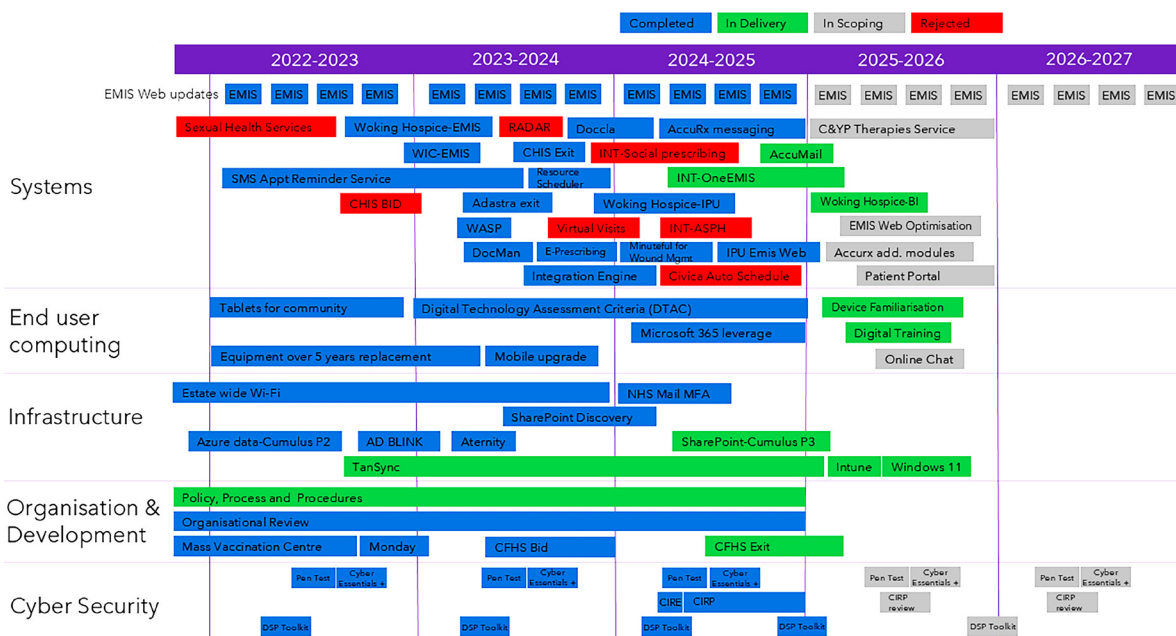 Completed In Delivery In Scoping Rejected
2022-2023 2023-2024 2024-2025 2025-2026 2026-2027
EMIS Web updates EMIS EMIS EMIS EMIS EMIS EMIS EMIS EMIS EMIS EMIS EMIS EMIS EMIS EMIS EMIS EMIS EMIS EMIS EMIS EMIS
Systems
Sexual Health Services Woking Hospice-EMIS RADAR Doccla AccuRx messaging C&YP Therapies Service
WIC-EMIS CHIS Exit INT-Social prescribing AccuMail
SMS Appt Reminder Service Resource Scheduler INT-OneEMIS
CHIS BID Adastra exit Woking Hospice-IPU Woking Hospice-BI
WASP Virtual Visits INT-ASPH EMIS Web Optimisation
DocMan E-Prescribing Minuteful for Wound Mgmt IPU Emis Web Accurx add. modules
Integration Engine Civica Auto Schedule Patient Portal
End user computing
Tablets for community Digital Technology Assessment Criteria (DTAC) Device Familiarisation
Microsoft 365 leverage Digital Training
Equipment over 5 years replacement Mobile upgrade Online Chat
Infrastructure
Estate wide Wi-Fi NHS Mail MFA
SharePoint Discovery
Azure data-Cumulus P2 AD BLINK Aternity SharePoint-Cumulus P3
TanSync Intune Windows 11
Organisation & Development
Policy, Process and Procedures
Organisational Review
Mass Vaccination Centre Monday CFHS Bid CFHS Exit
Cyber Security
Pen Test Cyber Essentials + Pen Test Cyber Essentials + Pen Test Cyber Essentials + Pen Test Cyber Essentials + Pen Test Cyber Essentials +
CIRE CIRP CIRP review CIRP review
DSP Toolkit DSP Toolkit DSP Toolkit DSP Toolkit DSP Toolkit